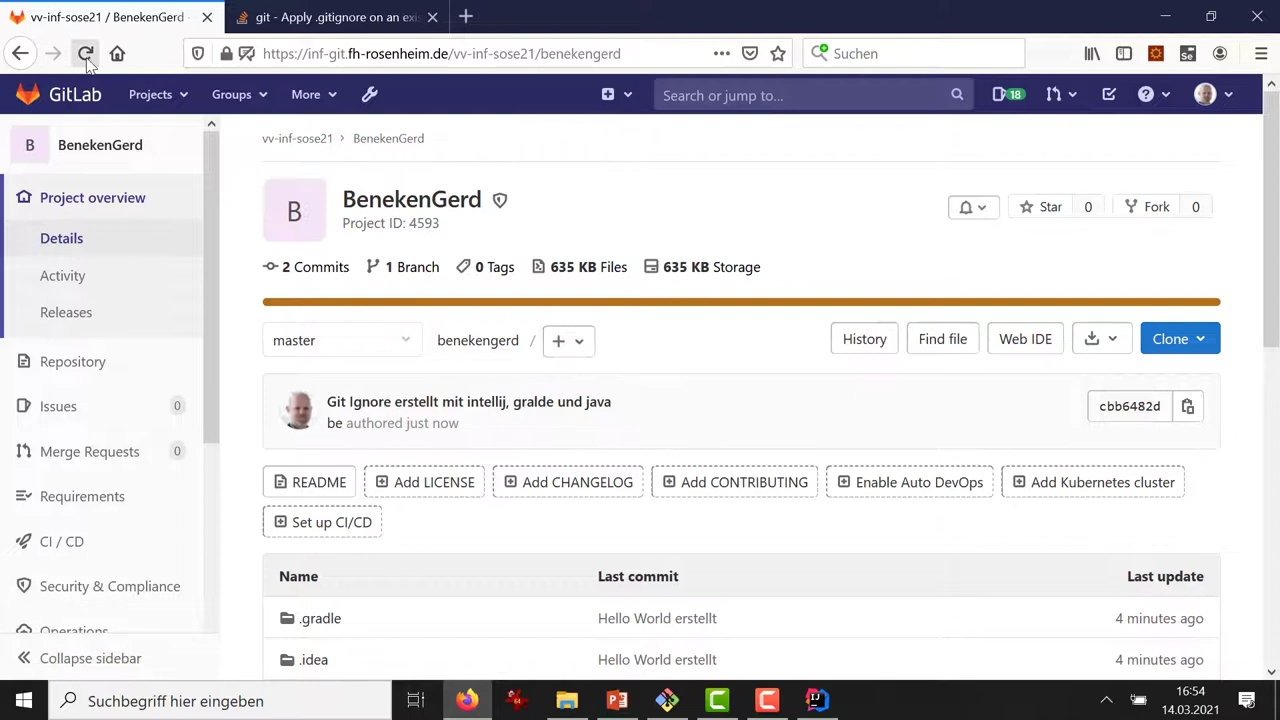 vv-inf-sose21 / BenekenGerd
git - Apply .gitignore on an exis
https://inf-git.fh-rosenheim.de/vv-inf-sose21/benekengerd
Suchen
GitLab
Projects
Groups
More
Search or jump to...
18
B
BenekenGerd
Project overview
Details
Activity
Releases
Repository
Issues
0
Merge Requests
0
Requirements
CI / CD
Security & Compliance
Operations
Collapse sidebar
vv-inf-sose21 > BenekenGerd
B
BenekenGerd
Project ID: 4593
Star 0
Fork 0
2 Commits
1 Branch
0 Tags
635 KB Files
635 KB Storage
master
benekengerd /
History
Find file
Web IDE
Clone
Git Ignore erstellt mit intellij, gralde und java
be authored just now
cbb6482d
README
Add LICENSE
Add CHANGELOG
Add CONTRIBUTING
Enable Auto DevOps
Add Kubernetes cluster
Set up CI/CD
Name
Last commit
Last update
.gradle
Hello World erstellt
4 minutes ago
.idea
Hello World erstellt
4 minutes ago
Suchbegriff hier eingeben
16:54
14.03.2021